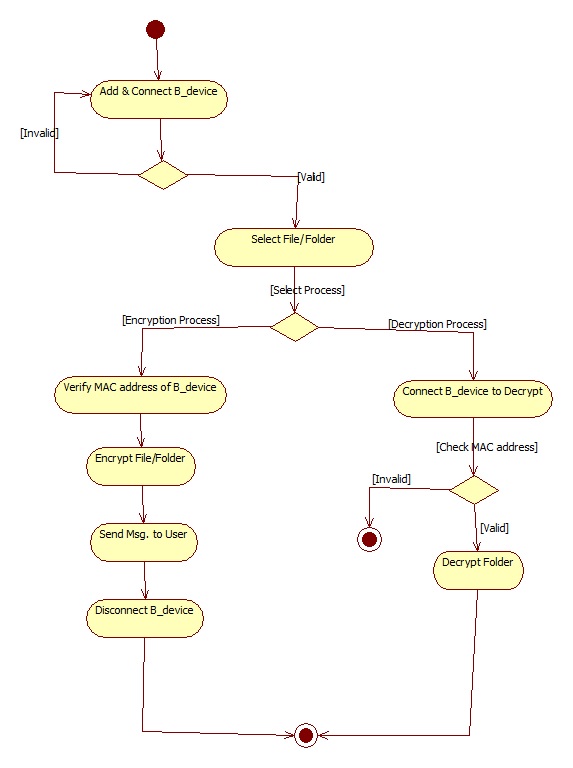 Add & Connect B_device
[Invalid]
[Valid]
Select File/Folder
[Select Process]
[Encryption Process]
[Decryption Process]
Verify MAC address of B_device
Connect B_device to Decrypt
[Check MAC address]
Encrypt File/Folder
[Invalid]
[Valid]
Send Msg. to User
Decrypt Folder
Disconnect B_device